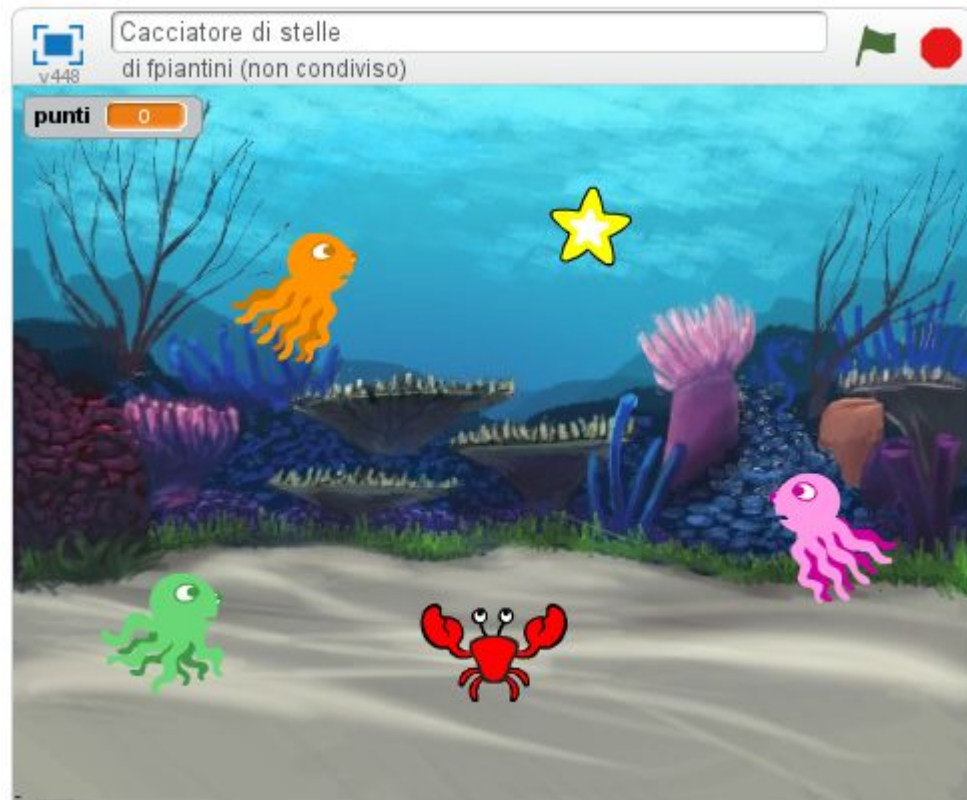 Cacciatore di stelle
v448
di fpiantini (non condiviso)
punti 0